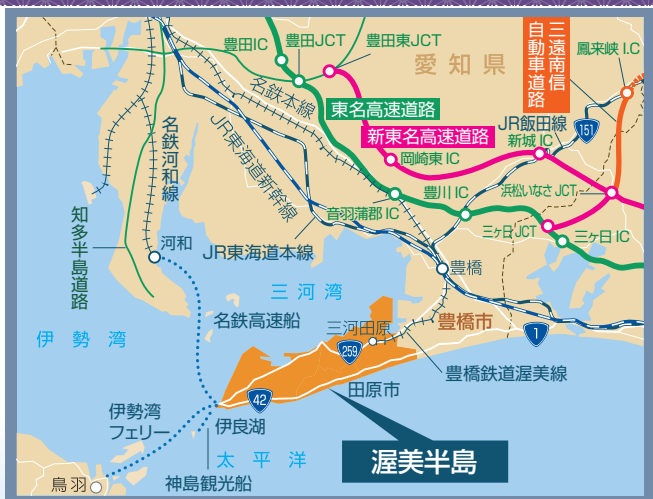 豊田IC
豊田JCT
豊田東JCT
愛知県
三遠南信
自動車道路
鳳来峡 I.C
名鉄本線
東名高速道路
新東名高速道路
JR飯田線
151
新城 IC
名鉄河和線
JR東海道新幹線
岡崎東 IC
豊川 IC
浜松いなさ JCT
音羽蒲郡 IC
三ヶ日 JCT
三ヶ日 IC
知多半島道路
河和
JR東海道本線
豊橋
三河湾
伊勢湾
名鉄高速船
三河田原
豊橋市
1
259
豊橋鉄道渥美線
42
田原市
伊勢湾
フェリー
伊良湖
渥美半島
太平洋
神島観光船
鳥羽